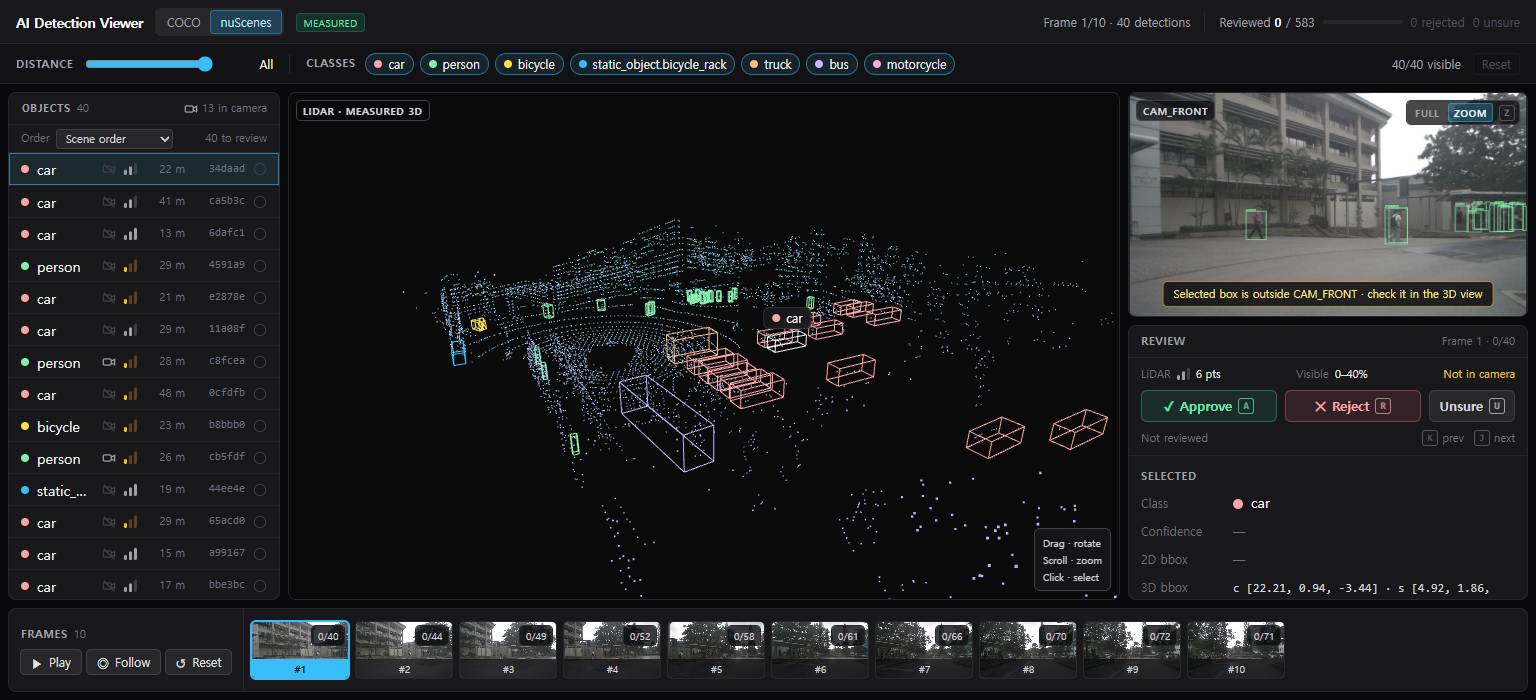 AI Detection Viewer COCO nuScenes MEASURED Frame 1/10 · 40 detections Reviewed 0 / 583 0 rejected 0 unsure
DISTANCE All CLASSES car person bicycle static_object.bicycle_rack truck bus motorcycle 40/40 visible Reset
OBJECTS 40 13 in camera
Order Scene order 40 to review
car 22 m 34daad
car 41 m ca5b3c
car 13 m 6dafc1
person 29 m 4591a9
car 21 m e2878e
car 29 m 11a08f
person 28 m c8fcea
car 48 m 0cfdfb
bicycle 23 m b8bbb0
person 26 m cb5fdf
static_... 19 m 44ee4e
car 29 m 65acd0
car 15 m a99167
car 17 m bbe3bc
LIDAR · MEASURED 3D
car
Drag · rotate
Scroll · zoom
Click · select
CAM_FRONT FULL ZOOM Z
Selected box is outside CAM_FRONT · check it in the 3D view
REVIEW Frame 1 · 0/40
LIDAR 6 pts Visible 0–40% Not in camera
✓ Approve A ✕ Reject R Unsure U
Not reviewed K prev J next
SELECTED
Class car
Confidence —
2D bbox —
3D bbox c [22.21, 0.94, -3.44] · s [4.92, 1.86,
FRAMES 10
Play Follow Reset
0/40 0/44 0/49 0/52 0/58 0/61 0/66 0/70 0/72 0/71
#1 #2 #3 #4 #5 #6 #7 #8 #9 #10